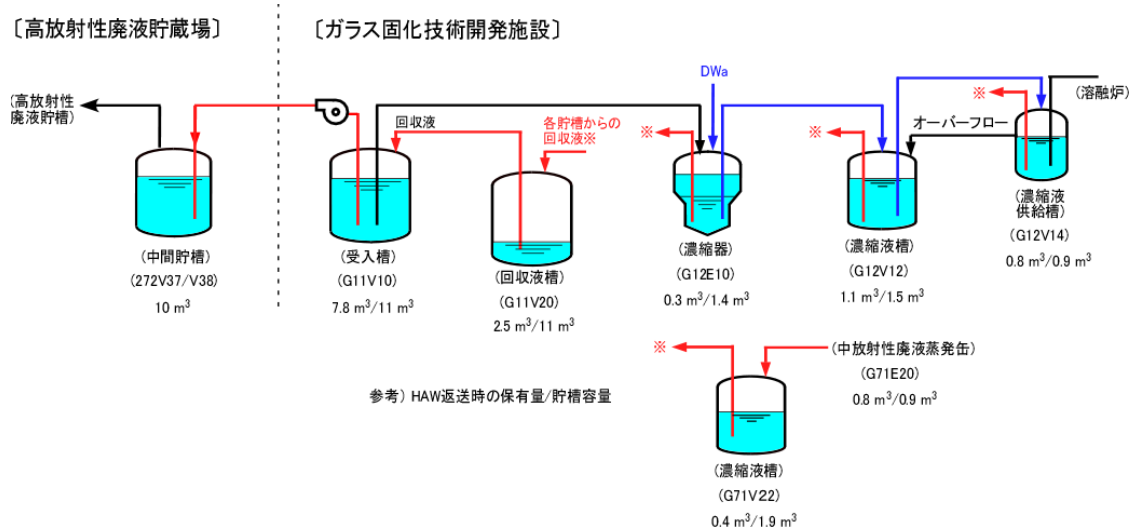 〔高放射性廃液貯蔵場〕
〔ガラス固化技術開発施設〕
(高放射性
廃液貯槽)
(中間貯槽)
(272V37/V38)
10 m³
回収液
各貯槽からの
回収液※
(受入槽)
(G11V10)
7.8 m³/11 m³
(回収液槽)
(G11V20)
2.5 m³/11 m³
※
DWa
(濃縮器)
(G12E10)
0.3 m³/1.4 m³
※
オーバーフロー
(濃縮液槽)
(G12V12)
1.1 m³/1.5 m³
※
(溶融炉)
(濃縮液
供給槽)
(G12V14)
0.8 m³/0.9 m³
※
(中放射性廃液蒸発缶)
(G71E20)
0.8 m³/0.9 m³
(濃縮液槽)
(G71V22)
0.4 m³/1.9 m³
参考) HAW返送時の保有量/貯槽容量